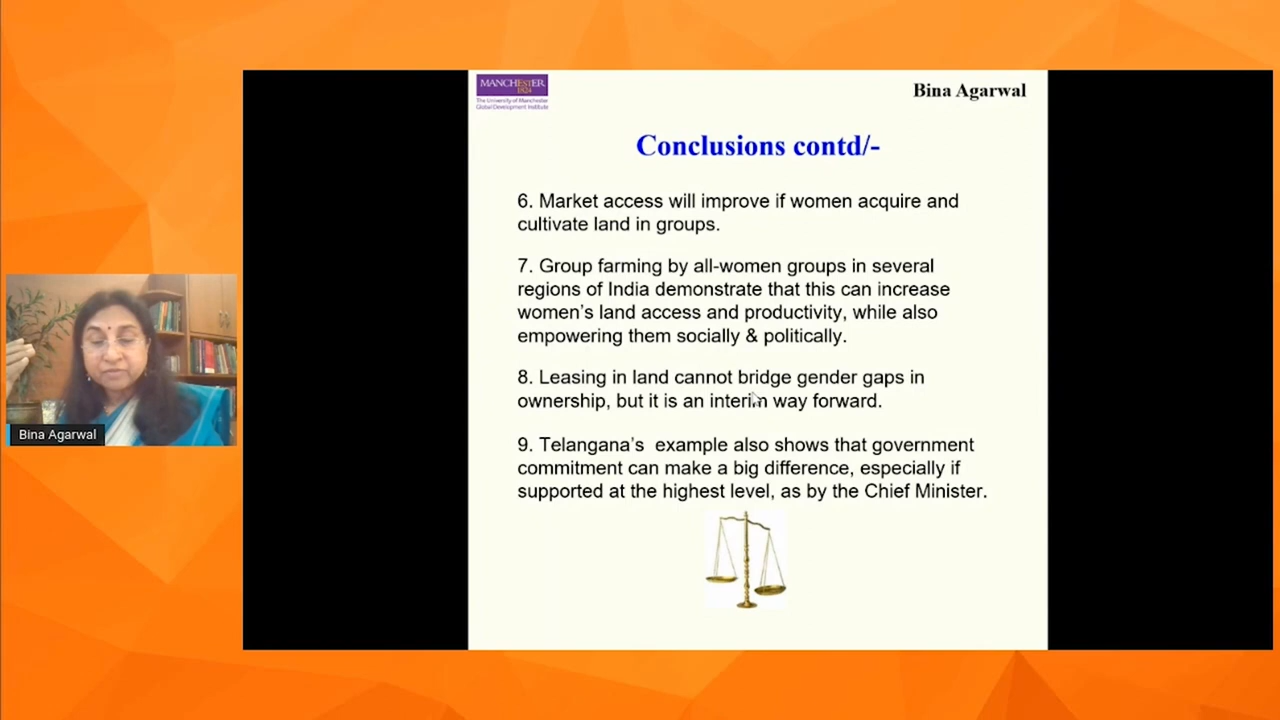 MANCHESTER
1824
The University of Manchester
Global Development Institute
Bina Agarwal
Conclusions contd/-
6. Market access will improve if women acquire and
cultivate land in groups.
7. Group farming by all-women groups in several
regions of India demonstrate that this can increase
women’s land access and productivity, while also
empowering them socially & politically.
8. Leasing in land cannot bridge gender gaps in
ownership, but it is an interim way forward.
9. Telangana’s  example also shows that government
commitment can make a big difference, especially if
supported at the highest level, as by the Chief Minister.
Bina Agarwal